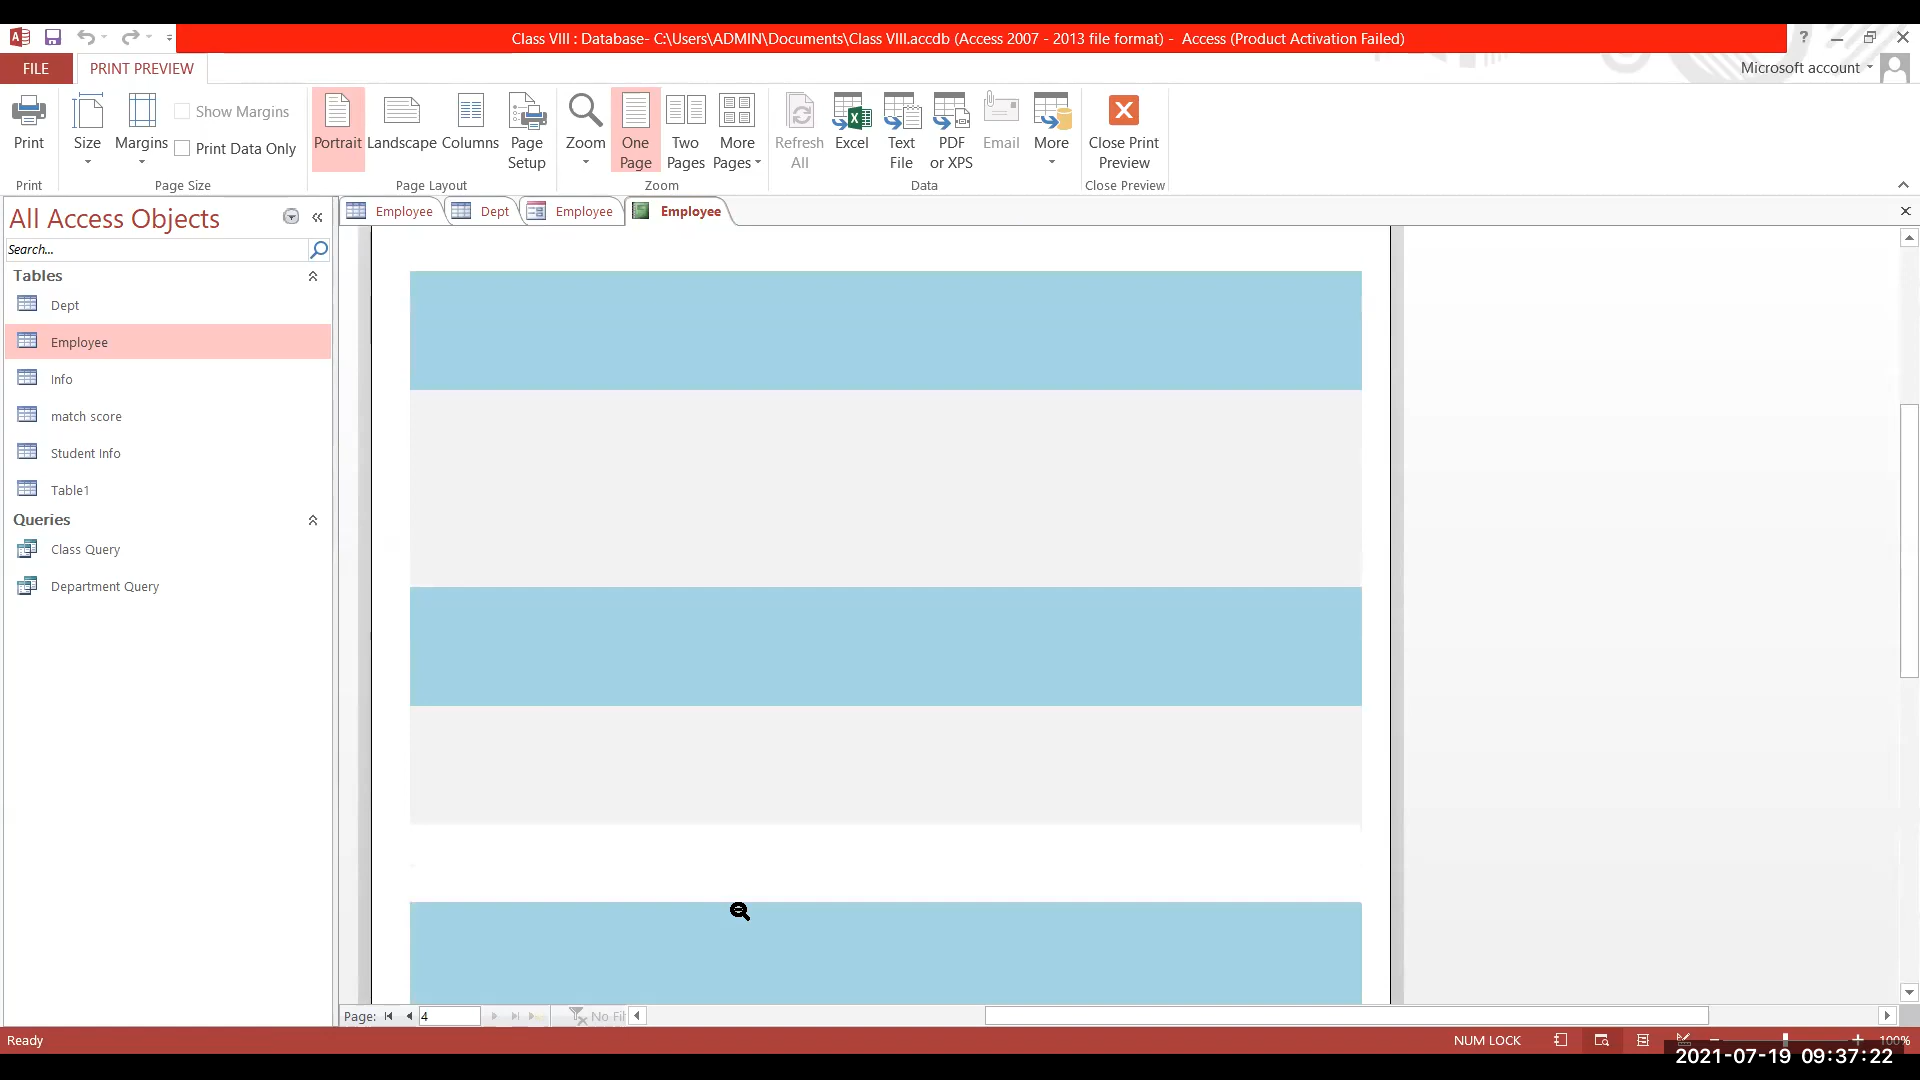 Class VIII : Database- C:\Users\ADMIN\Documents\Class VIII.accdb (Access 2007 - 2013 file format) -  Access (Product Activation Failed)
?
FILE
PRINT PREVIEW
Microsoft account
Print
Size
Margins
Show Margins
Print Data Only
Portrait
Landscape
Columns
Page Setup
Zoom
One Page
Two Pages
More Pages
Refresh All
Excel
Text File
PDF or XPS
Email
More
Close Print Preview
Print
Page Size
Page Layout
Zoom
Data
Close Preview
All Access Objects
Search...
Tables
Dept
Employee
Info
match score
Student Info
Table1
Queries
Class Query
Department Query
Employee
Dept
Employee
Employee
Page:
4
No Fil
Ready
NUM LOCK
100%
2021-07-19 09:37:22